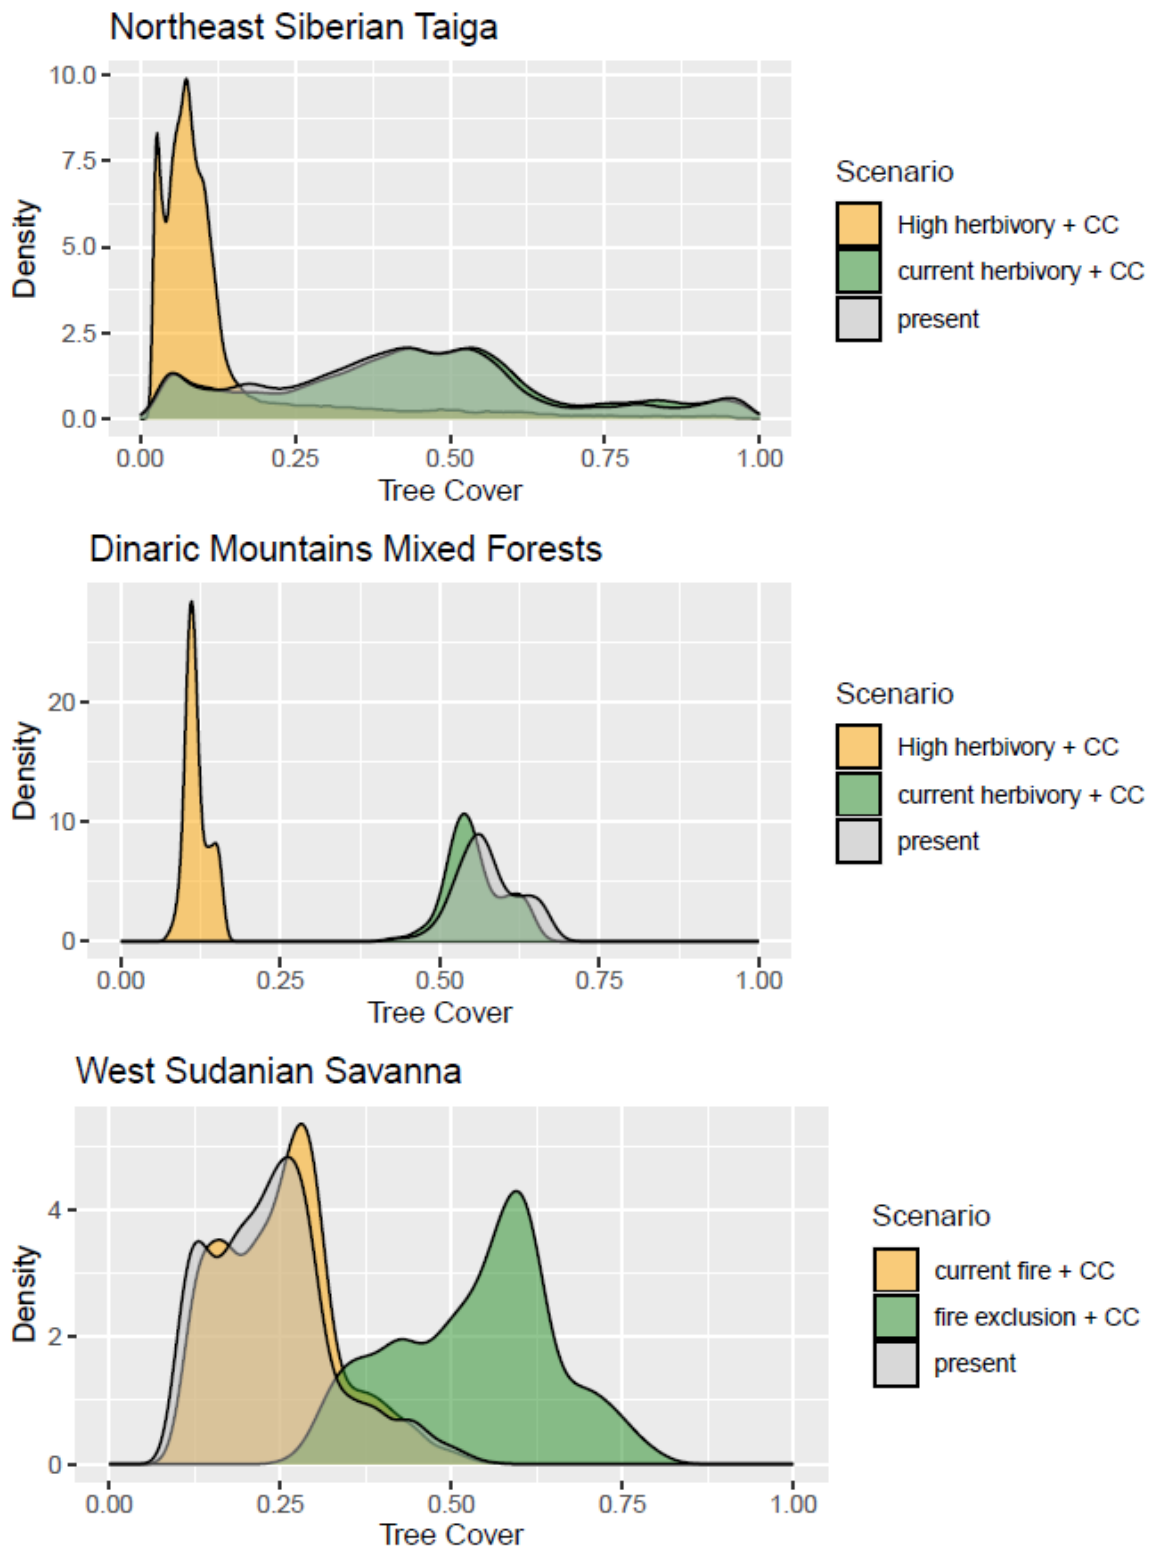 Northeast Siberian Taiga
10.0
7.5
5.0
2.5
0.0
Density
0.00 0.25 0.50 0.75 1.00
Tree Cover
Scenario
High herbivory + CC
current herbivory + CC
present
Dinaric Mountains Mixed Forests
20
10
0
Density
0.00 0.25 0.50 0.75 1.00
Tree Cover
Scenario
High herbivory + CC
current herbivory + CC
present
West Sudanian Savanna
4
2
0
Density
0.00 0.25 0.50 0.75 1.00
Tree Cover
Scenario
current fire + CC
fire exclusion + CC
present